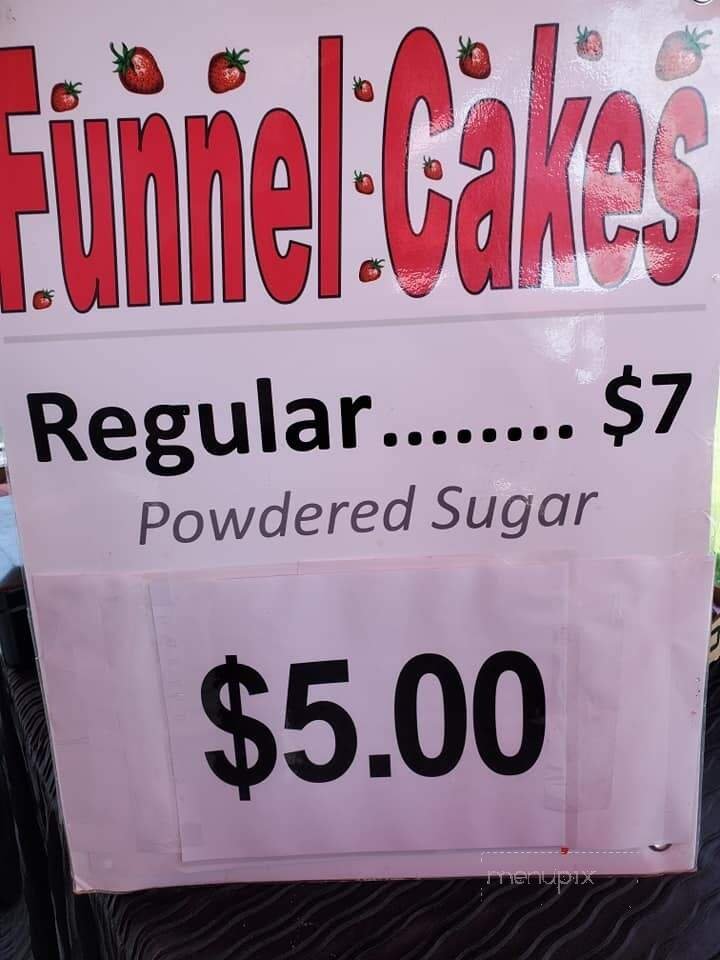 Funnel Cakes
Regular........ $7
Powdered Sugar
$5.00
menupix